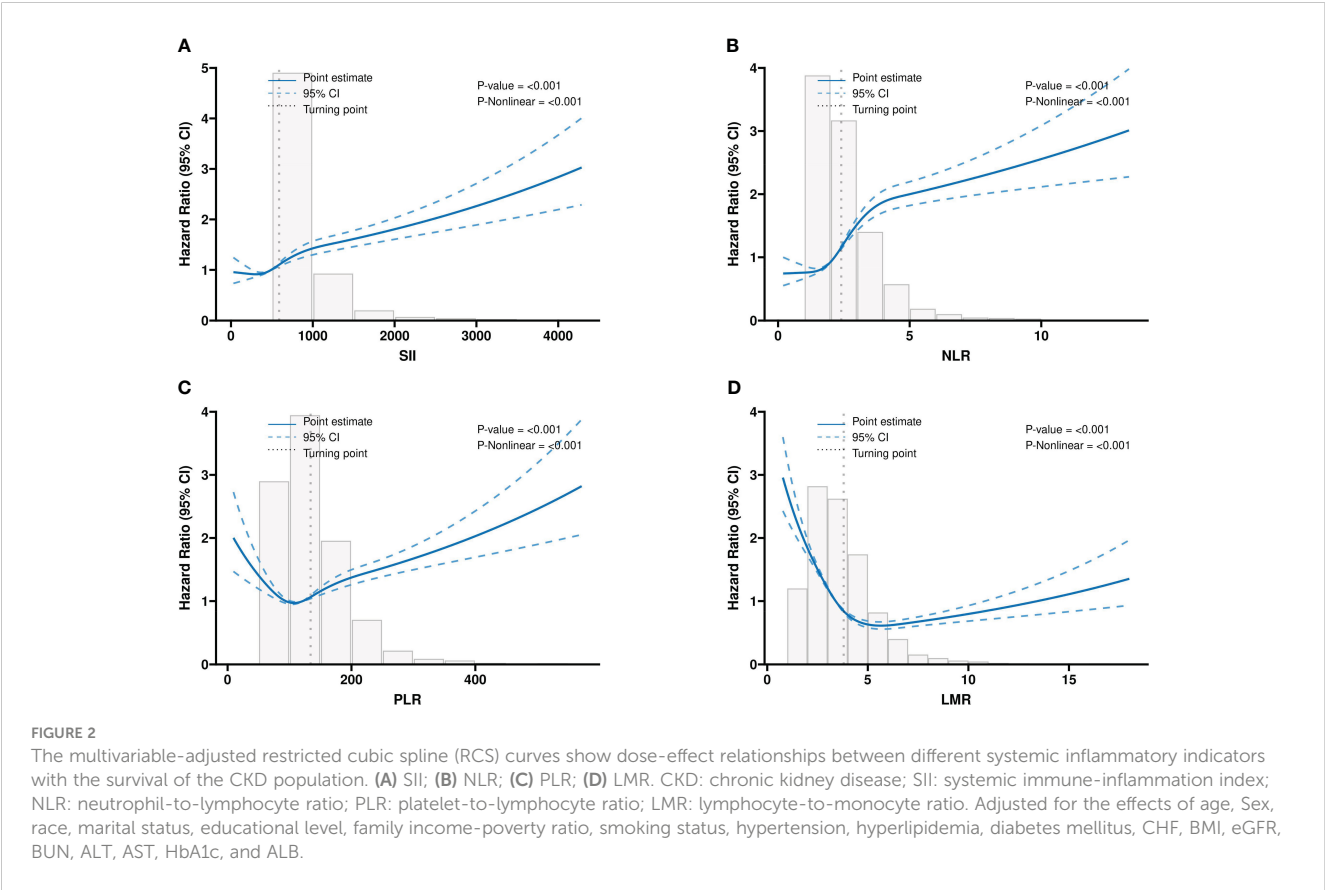 A
Hazard Ratio (95% CI)
5
4
3
2
1
0
Point estimate
95% CI
Turning point
P-value = <0.001
P-Nonlinear = <0.001
0 1000 2000 3000 4000
SII
B
Hazard Ratio (95% CI)
4
3
2
1
0
Point estimate
95% CI
Turning point
P-value = <0.001
P-Nonlinear = <0.001
0 5 10
NLR
C
Hazard Ratio (95% CI)
4
3
2
1
0
Point estimate
95% CI
Turning point
P-value = <0.001
P-Nonlinear = <0.001
0 200 400
PLR
D
Hazard Ratio (95% CI)
4
3
2
1
0
Point estimate
95% CI
Turning point
P-value = <0.001
P-Nonlinear = <0.001
0 5 10 15
LMR
FIGURE 2
The multivariable-adjusted restricted cubic spline (RCS) curves show dose-effect relationships between different systemic inflammatory indicators
with the survival of the CKD population. (A) SII; (B) NLR; (C) PLR; (D) LMR. CKD: chronic kidney disease; SII: systemic immune-inflammation index;
NLR: neutrophil-to-lymphocyte ratio; PLR: platelet-to-lymphocyte ratio; LMR: lymphocyte-to-monocyte ratio. Adjusted for the effects of age, Sex,
race, marital status, educational level, family income-poverty ratio, smoking status, hypertension, hyperlipidemia, diabetes mellitus, CHF, BMI, eGFR,
BUN, ALT, AST, HbA1c, and ALB.